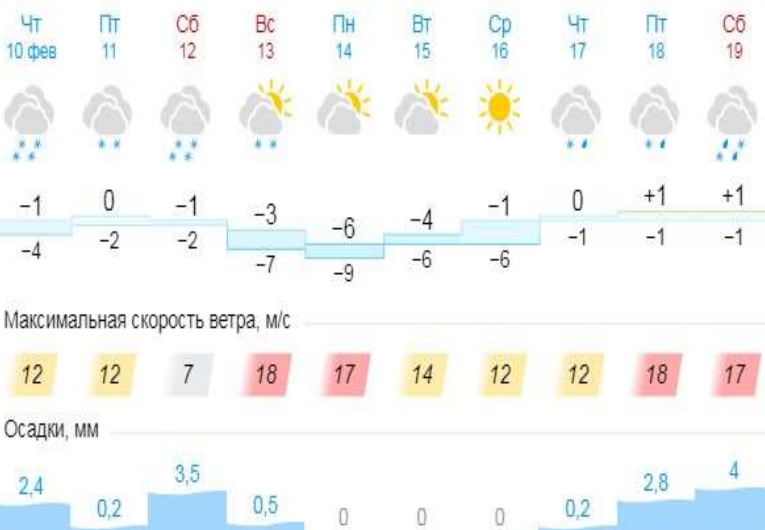 Чт Пт Сб Вс Пн Вт Ср Чт Пт Сб
10 фев 11 12 13 14 15 16 17 18 19
−1 0 −1 −3 −6 −4 −1 0 +1 +1
−4 −2 −2 −7 −9 −6 −6 −1 −1 −1
Максимальная скорость ветра, м/с
12 12 7 18 17 14 12 12 18 17
Осадки, мм
2,4 0,2 3,5 0,5 0 0 0 0,2 2,8 4